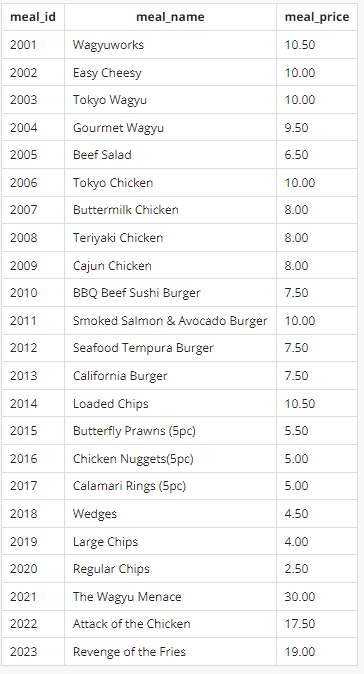 meal_id meal_name meal_price
2001 Wagyuworks 10.50
2002 Easy Cheesy 10.00
2003 Tokyo Wagyu 10.00
2004 Gourmet Wagyu 9.50
2005 Beef Salad 6.50
2006 Tokyo Chicken 10.00
2007 Buttermilk Chicken 8.00
2008 Teriyaki Chicken 8.00
2009 Cajun Chicken 8.00
2010 BBQ Beef Sushi Burger 7.50
2011 Smoked Salmon & Avocado Burger 10.00
2012 Seafood Tempura Burger 7.50
2013 California Burger 7.50
2014 Loaded Chips 10.50
2015 Butterfly Prawns (5pc) 5.50
2016 Chicken Nuggets(5pc) 5.00
2017 Calamari Rings (5pc) 5.00
2018 Wedges 4.50
2019 Large Chips 4.00
2020 Regular Chips 2.50
2021 The Wagyu Menace 30.00
2022 Attack of the Chicken 17.50
2023 Revenge of the Fries 19.00